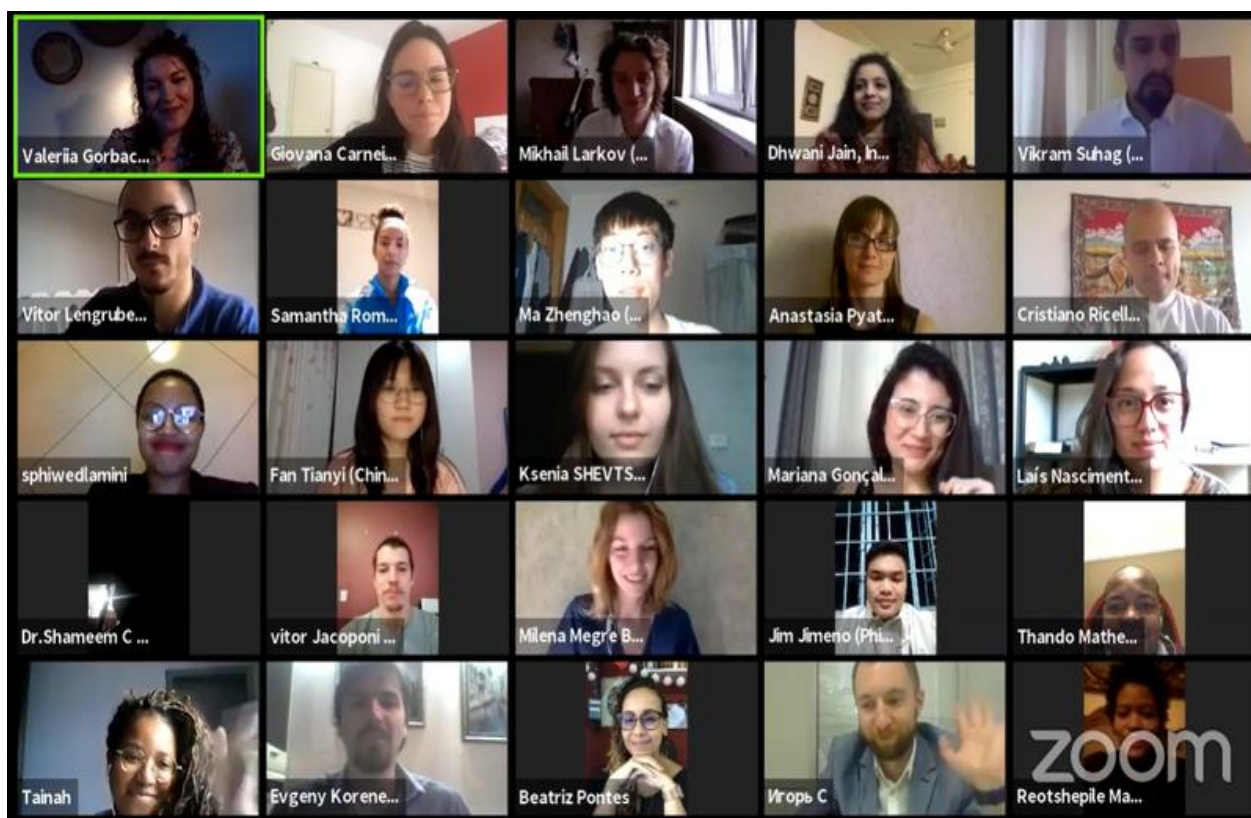 Valeriia Gorbac...
Giovana Carnei...
Mikhail Larkov (...
Dhwani Jain, In...
Vikram Suhag (...
Vitor Lengrube...
Samantha Rom...
Ma Zhenghao (...
Anastasia Pyat...
Cristiano Ricell...
sphiwedlamini
Fan Tianyi (Chin...
Ksenia SHEVTS...
Mariana Gonçal...
Laís Nasciment...
Dr.Shameem C ...
vitor Jacoponi ...
Milena Megre B...
Jim Jimeno (Phi...
Thando Mathe...
Tainah
Evgeny Korene...
Beatriz Pontes
Игорь С
Reotshepile Ma...
zoom